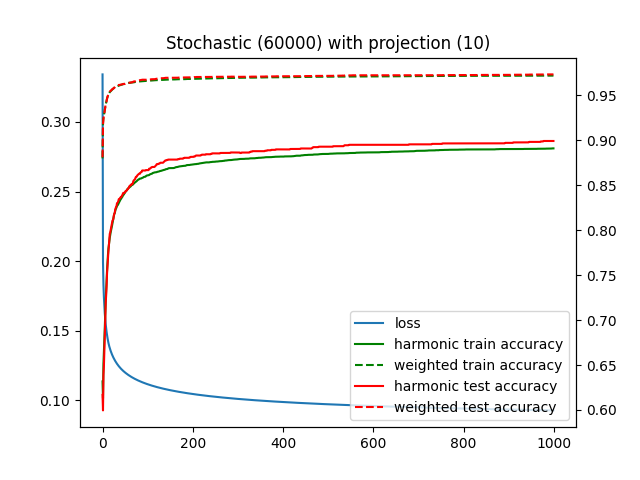 Stochastic (60000) with projection (10)
0.30
0.25
0.20
0.15
0.10
0.95
0.90
0.85
0.80
0.75
0.70
0.65
0.60
loss
harmonic train accuracy
weighted train accuracy
harmonic test accuracy
weighted test accuracy
0 200 400 600 800 1000